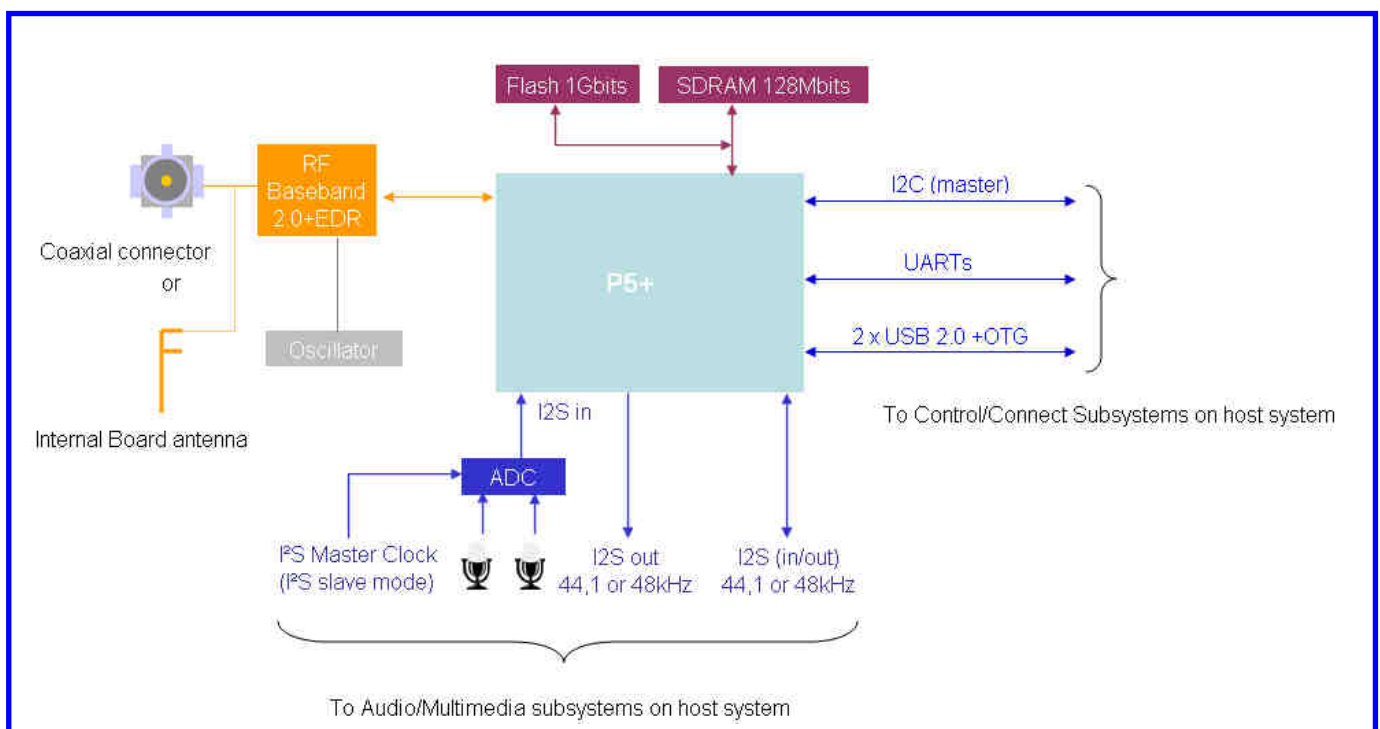 Flash 1Gbits
SDRAM 128Mbits
RF
Baseband
2.0+EDR
I2C (master)
Coaxial connector
or
UARTs
P5+
Oscillator
2 x USB 2.0 +OTG
I2S in
To Control/Connect Subsystems on host system
Internal Board antenna
ADC
I²S Master Clock
(I²S slave mode)
I2S out
44,1 or 48kHz
I2S (in/out)
44,1 or 48kHz
To Audio/Multimedia subsystems on host system